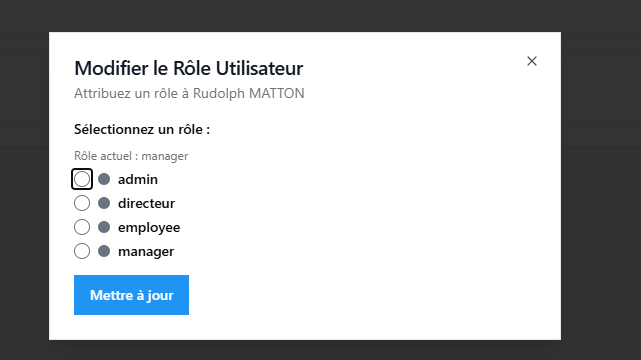 Modifier le Rôle Utilisateur
Attribuez un rôle à Rudolph MATTON
Sélectionnez un rôle :
Rôle actuel : manager
admin
directeur
employee
manager
Mettre à jour